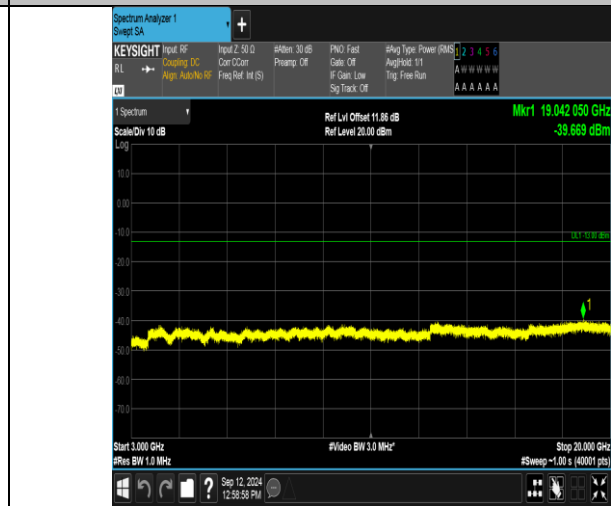 Spectrum Analyzer 1
Swept SA
KEYSIGHT
RL
Input: RF
Coupling: DC
Align: Auto/No RF
Input Z: 50 Ω
Corr CCorr
Freq Ref: Int (S)
#Atten: 30 dB
Preamp: Off
PNO: Fast
Gate: Off
IF Gain: Low
Sig Track: Off
#Avg Type: Power (RMS
Avg|Hold: 1/1
Trig: Free Run
1 2 3 4 5 6
A W W W W W
A A A A A A
1 Spectrum
Scale/Div 10 dB
Ref Lvl Offset 11.86 dB
Ref Level 20.00 dBm
Mkr1 19.042 050 GHz
-39.669 dBm
Log
10.0
0.00
-10.0
DL1 -13.00 dBm
-20.0
-30.0
1
-40.0
-50.0
-60.0
-70.0
Start 3.000 GHz
#Res BW 1.0 MHz
#Video BW 3.0 MHz*
Stop 20.000 GHz
#Sweep ~1.00 s (40001 pts)
?
Sep 12, 2024
12:58:58 PM